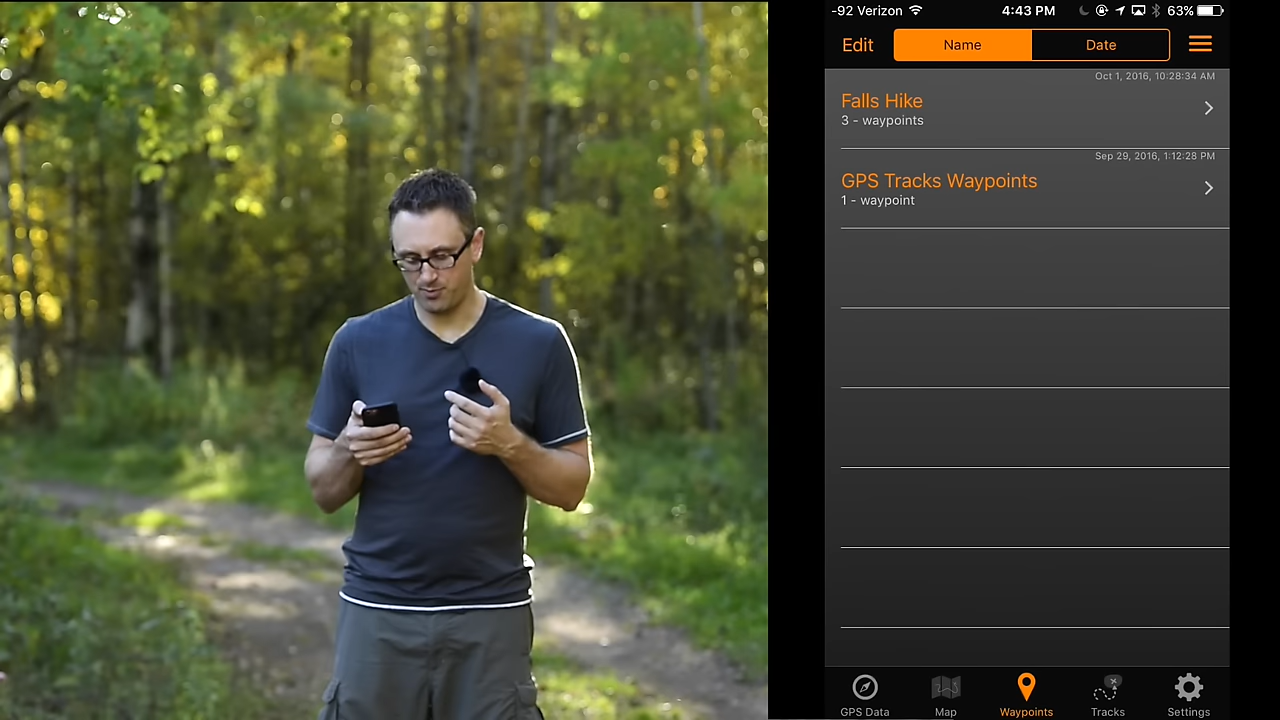 -92 Verizon 4:43 PM 63%
Edit Name Date
Oct 1, 2016, 10:28:34 AM
Falls Hike
3 - waypoints
Sep 29, 2016, 1:12:28 PM
GPS Tracks Waypoints
1 - waypoint
GPS Data Map Waypoints Tracks Settings